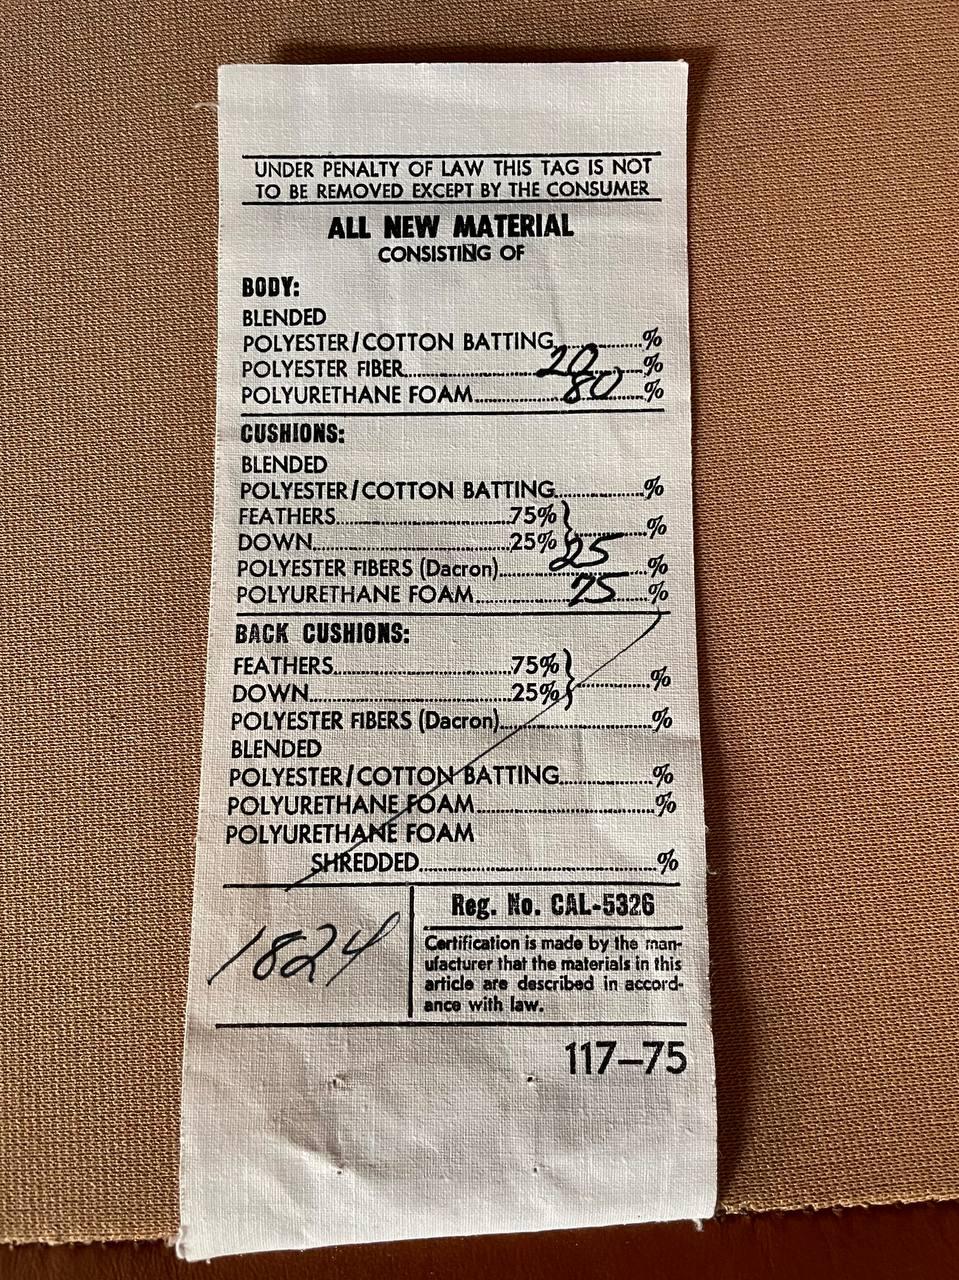 UNDER PENALTY OF LAW THIS TAG IS NOT
TO BE REMOVED EXCEPT BY THE CONSUMER
ALL NEW MATERIAL
CONSISTING OF
BODY:
BLENDED
POLYESTER/COTTON BATTING..............%
POLYESTER FIBER..............20..............%
POLYURETHANE FOAM..............80..............%
CUSHIONS:
BLENDED
POLYESTER/COTTON BATTING..............%
FEATHERS..............75% } ..............%
DOWN..............25%
POLYESTER FIBERS (Dacron)..............25..............%
POLYURETHANE FOAM..............75..............%
BACK CUSHIONS:
FEATHERS..............75% } ..............%
DOWN..............25%
POLYESTER FIBERS (Dacron)..............%
BLENDED
POLYESTER/COTTON BATTING..............%
POLYURETHANE FOAM..............%
POLYURETHANE FOAM
SHREDDED..............%
1824
Reg. No. CAL-5326
Certification is made by the man-
ufacturer that the materials in this
article are described in accord-
ance with law.
117-75